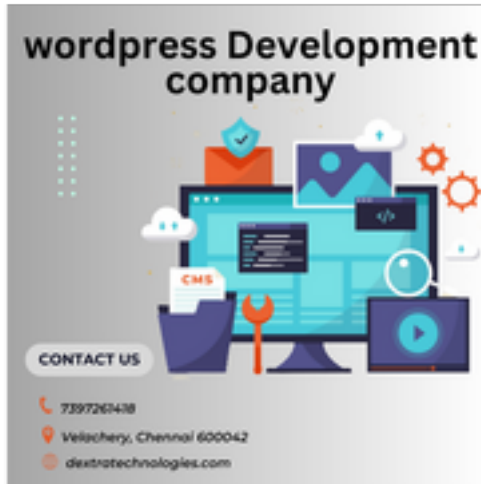 wordpress Development
company
</>
CMS
CONTACT US
7397261418
Velachery, Chennai 600042
dextratechnologies.com